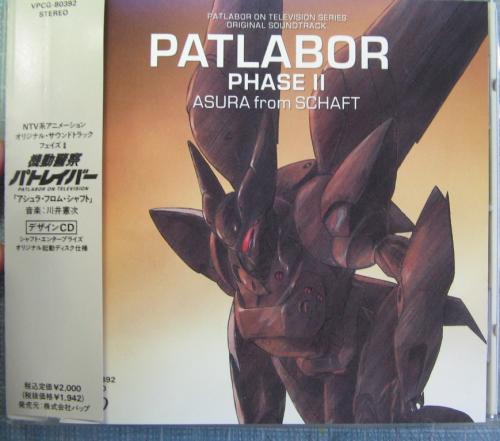 VPCG-80392
STEREO
NTV系アニメーション
オリジナル・サウンドトラック
フェイズⅡ
機動警察
パトレイバー
PATLABOR ON TELEVISION
「アシュラ・フロム・シャフト」
音楽:川井憲次
デザインCD
シャフト・エンタープライズ
オリジナル起動ディスク仕様
税込定価¥2,000
(税抜価格¥1,942)
発売元:株式会社バップ
PATLABOR ON TELEVISION SERIES
ORIGINAL SOUNDTRACK
PATLABOR
PHASE II
ASURA from SCHAFT